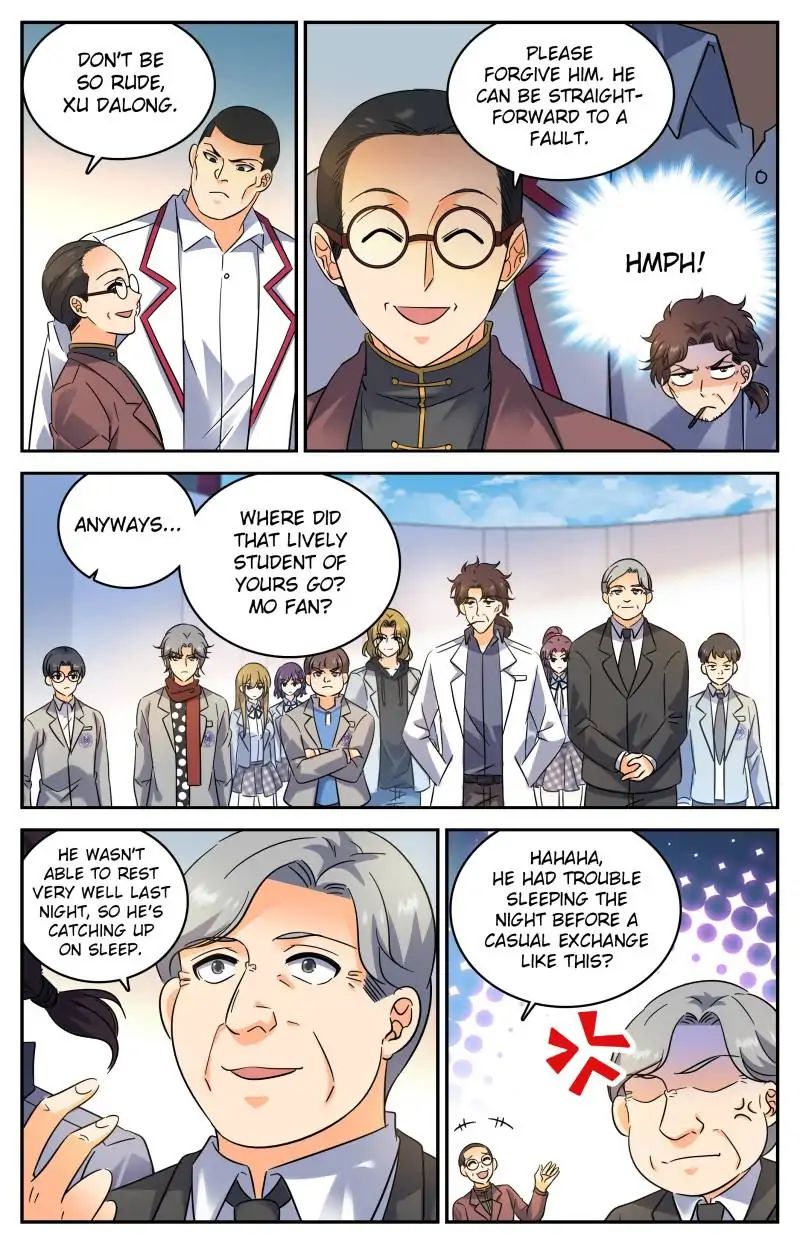 DON'T BE
SO RUDE,
XU DALONG.
PLEASE
FORGIVE HIM. HE
CAN BE STRAIGHT-
FORWARD TO A
FAULT.
HMPH!
ANYWAYS...
WHERE DID
THAT LIVELY
STUDENT OF
YOURS GO?
MO FAN?
HE WASN'T
ABLE TO REST
VERY WELL LAST
NIGHT, SO HE'S
CATCHING UP
ON SLEEP.
HAHAHA,
HE HAD TROUBLE
SLEEPING THE
NIGHT BEFORE A
CASUAL EXCHANGE
LIKE THIS?